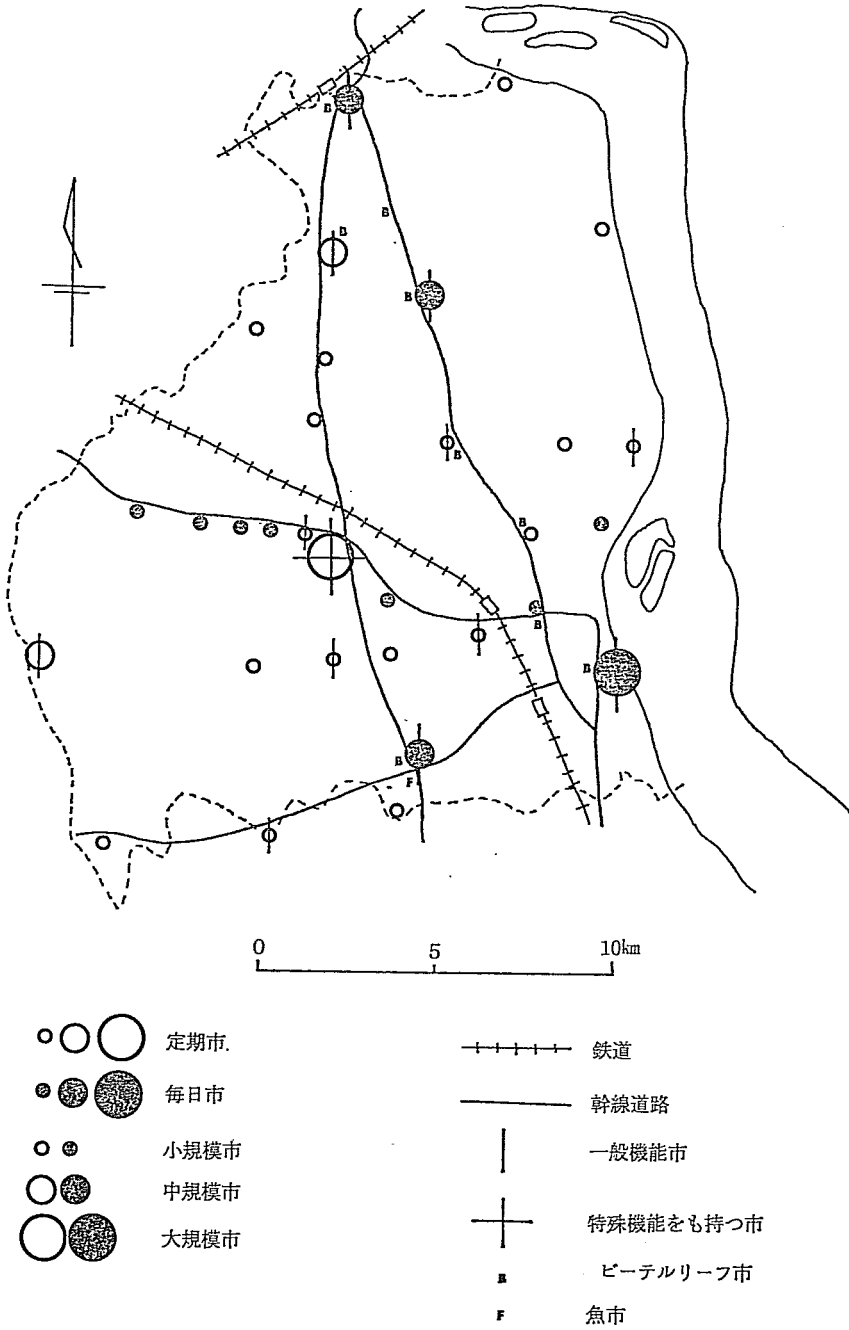 B
B
B
B
B
B
B
B
B
F
0 5 10km
定期市.
毎日市
小規模市
中規模市
大規模市
鉄道
幹線道路
一般機能市
特殊機能をも持つ市
B ビーテルリーフ市
F 魚市